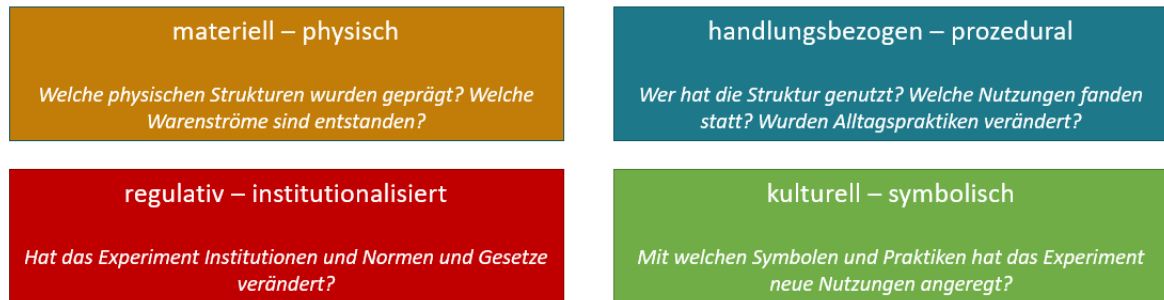 materiell – physisch
Welche physischen Strukturen wurden geprägt? Welche
Warenströme sind entstanden?
handlungsbezogen – prozedural
Wer hat die Struktur genutzt? Welche Nutzungen fanden
statt? Wurden Alltagspraktiken verändert?
regulativ – institutionalisiert
Hat das Experiment Institutionen und Normen und Gesetze
verändert?
kulturell – symbolisch
Mit welchen Symbolen und Praktiken hat das Experiment
neue Nutzungen angeregt?